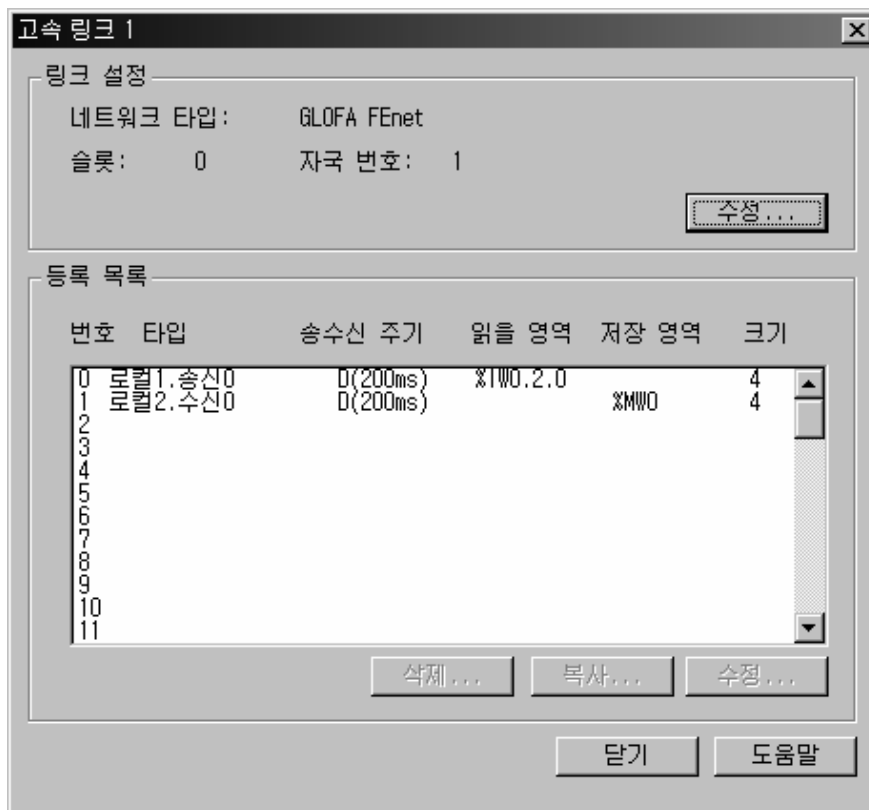 고속 링크 1
링크 설정
네트워크 타입: GLOFA FEnet
슬롯: 0 자국 번호: 1
수정...
등록 목록
번호 타입 송수신 주기 읽을 영역 저장 영역 크기
0 로컬1.송신0 D(200ms) %IW0.2.0 4
1 로컬2.수신0 D(200ms) %MW0 4
2
3
4
5
6
7
8
9
10
11
삭제... 복사... 수정...
닫기 도움말